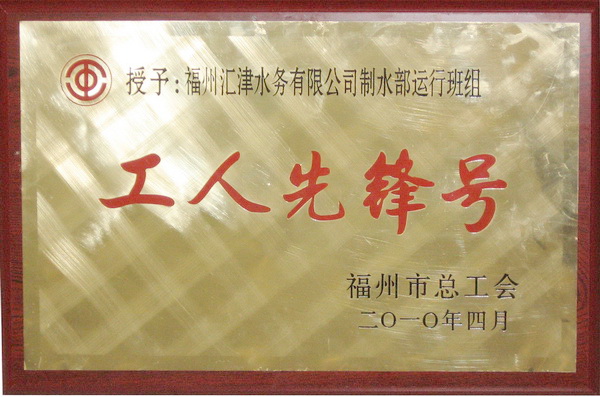 授予：福州汇津水务有限公司制水部运行班组
工人先锋号
福州市总工会
二〇一〇年四月